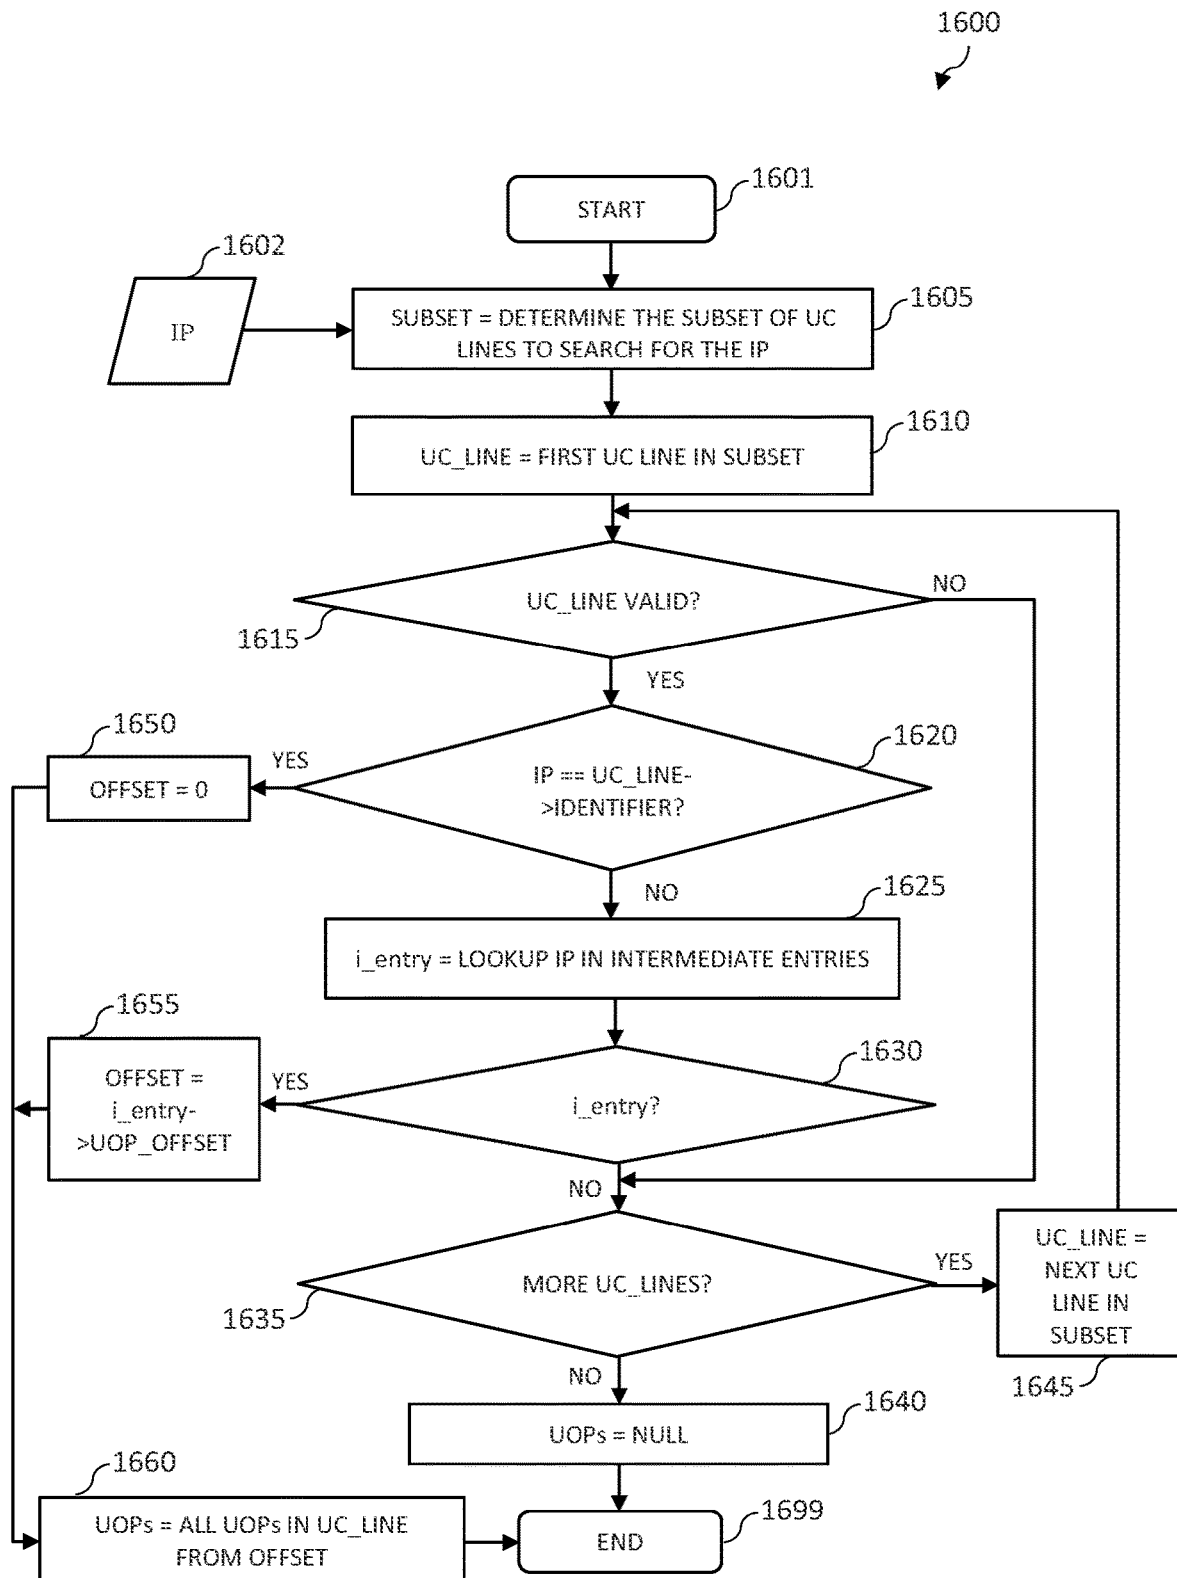 1600
1601
START
1602
IP
1605
SUBSET = DETERMINE THE SUBSET OF UC
LINES TO SEARCH FOR THE IP
1610
UC_LINE = FIRST UC LINE IN SUBSET
UC_LINE VALID?
NO
1615
YES
1650
YES
OFFSET = 0
1620
IP == UC_LINE-
>IDENTIFIER?
NO
1625
i_entry = LOOKUP IP IN INTERMEDIATE ENTRIES
1655
OFFSET =
i_entry-
>UOP_OFFSET
YES
1630
i_entry?
NO
MORE UC_LINES?
1635
YES
UC_LINE =
NEXT UC
LINE IN
SUBSET
1645
NO
1640
UOPs = NULL
1660
UOPs = ALL UOPs IN UC_LINE
FROM OFFSET
1699
END